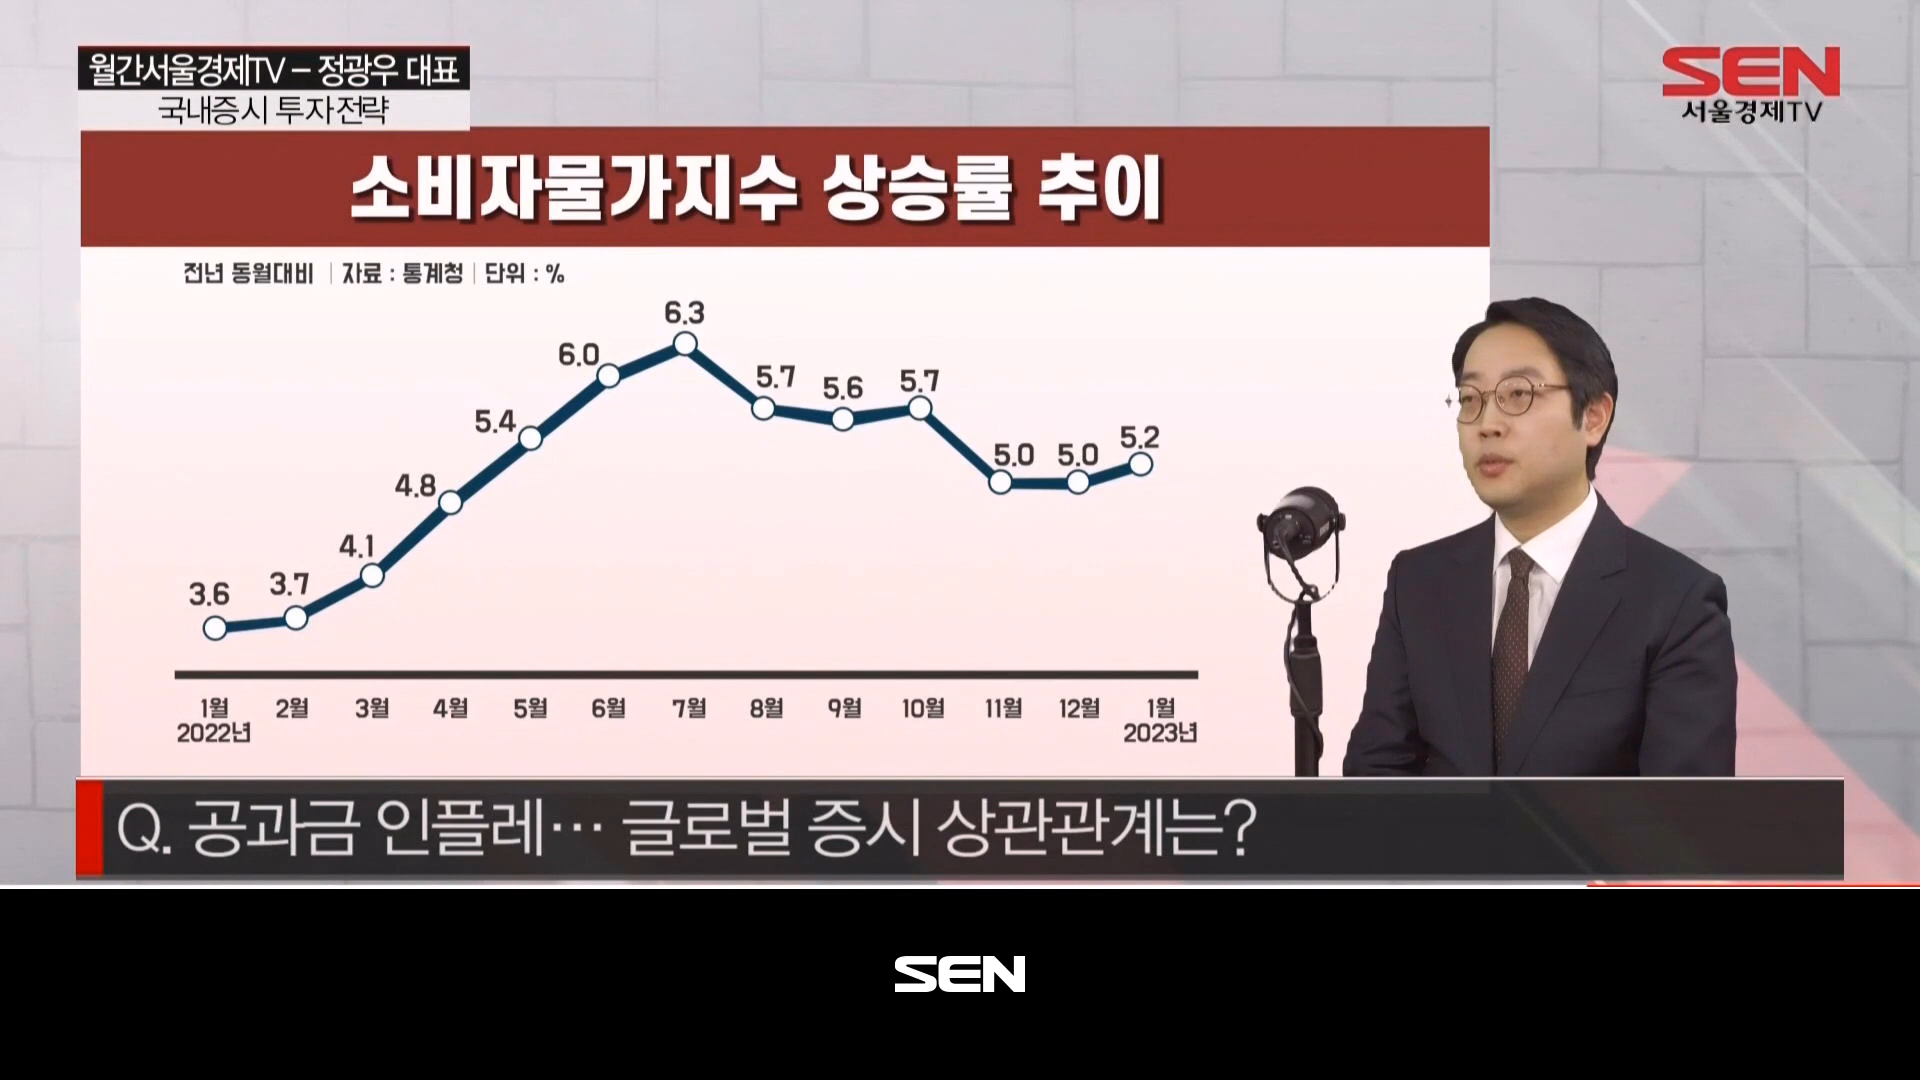 월간서울경제TV – 정광우 대표
국내증시 투자전략
SEN
서울경제TV
소비자물가지수 상승률 추이
전년 동월대비 | 자료 : 통계청 | 단위 : %
3.6
3.7
4.1
4.8
5.4
6.0
6.3
5.7
5.6
5.7
5.0
5.0
5.2
1월 2월 3월 4월 5월 6월 7월 8월 9월 10월 11월 12월 1월
2022년 2023년
Q. 공과금 인플레… 글로벌 증시 상관관계는?
SEN